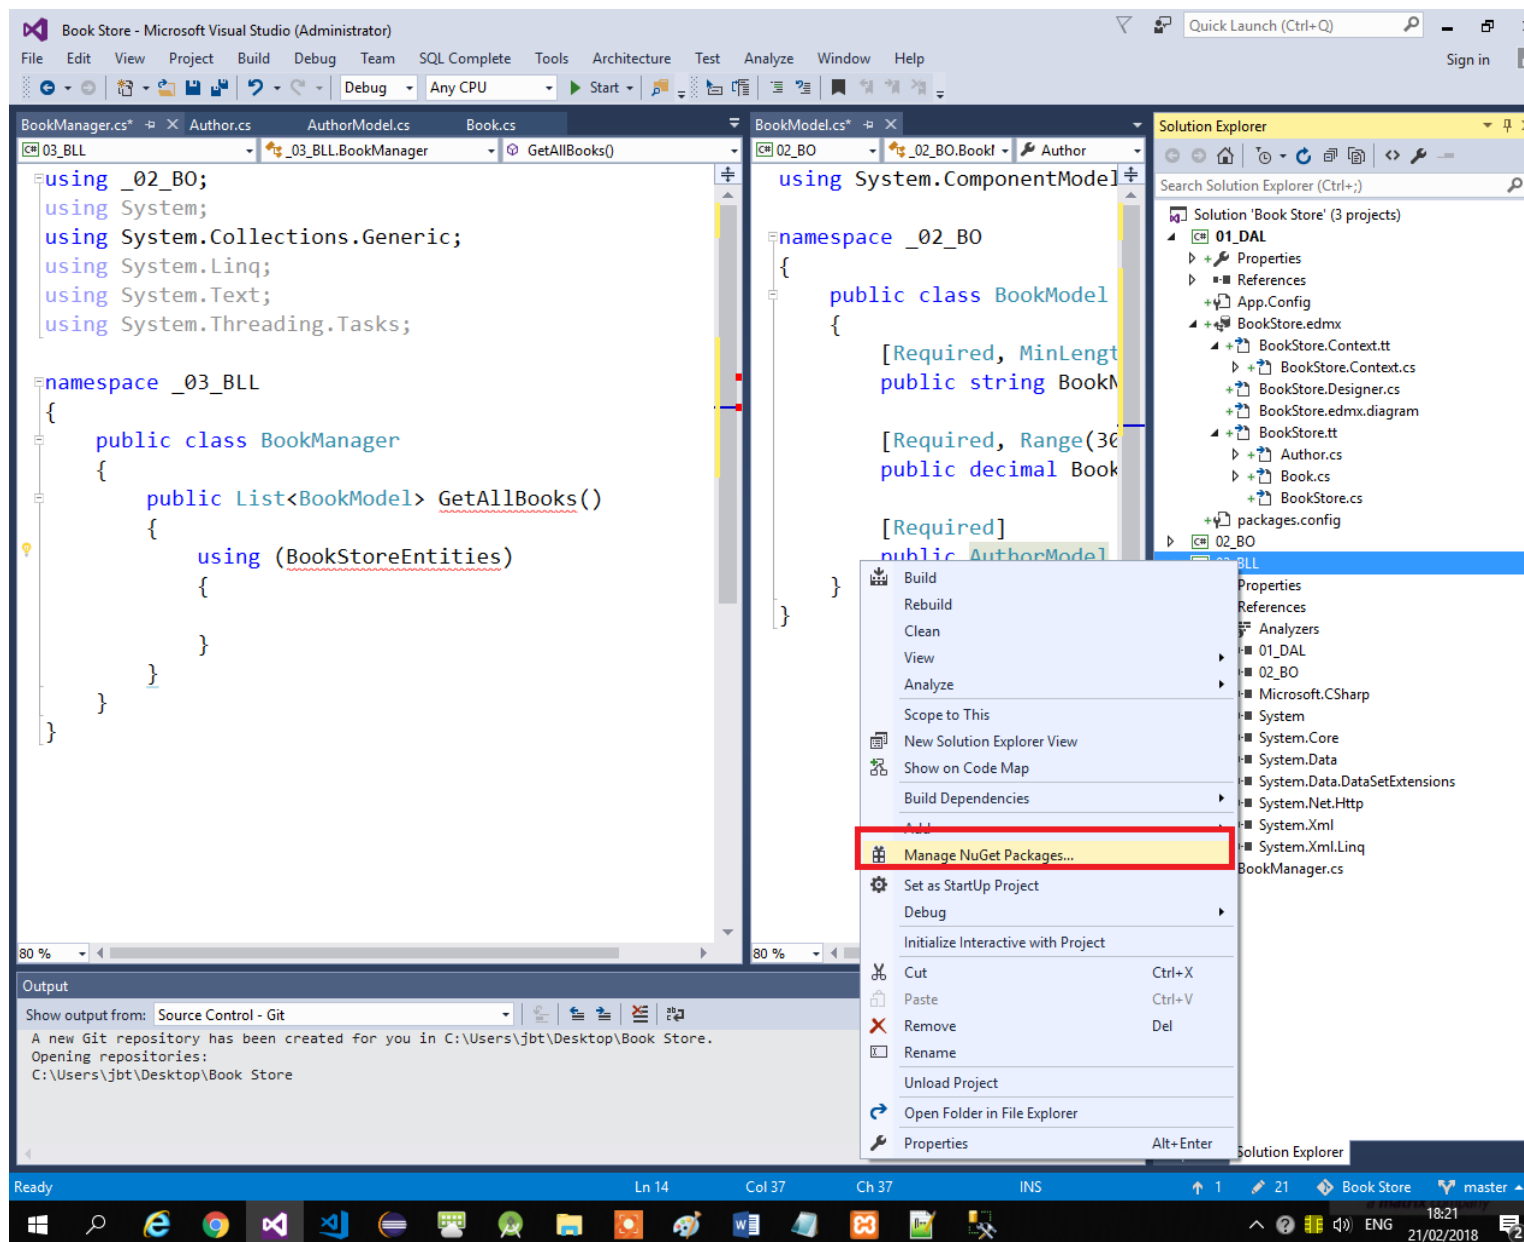 Book Store - Microsoft Visual Studio (Administrator)
Quick Launch (Ctrl+Q)
File Edit View Project Build Debug Team SQL Complete Tools Architecture Test Analyze Window Help
Sign in
Debug Any CPU Start
BookManager.cs* Author.cs AuthorModel.cs Book.cs
03_BLL _03_BLL.BookManager GetAllBooks()
using _02_BO;
using System;
using System.Collections.Generic;
using System.Linq;
using System.Text;
using System.Threading.Tasks;
namespace _03_BLL
{
public class BookManager
{
public List<BookModel> GetAllBooks()
{
using (BookStoreEntities)
{
}
}
}
}
80 %
BookModel.cs*
02_BO _02_BO.Bookl Author
using System.ComponentModel
namespace _02_BO
{
public class BookModel
{
[Required, MinLengt
public string BookN
[Required, Range(30
public decimal Book
[Required]
public AuthorModel
}
}
80 %
Solution Explorer
Search Solution Explorer (Ctrl+;)
Solution 'Book Store' (3 projects)
01_DAL
Properties
References
App.Config
BookStore.edmx
BookStore.Context.tt
BookStore.Context.cs
BookStore.Designer.cs
BookStore.edmx.diagram
BookStore.tt
Author.cs
Book.cs
BookStore.cs
packages.config
02_BO
BLL
Properties
References
Analyzers
01_DAL
02_BO
Microsoft.CSharp
System
System.Core
System.Data
System.Data.DataSetExtensions
System.Net.Http
System.Xml
System.Xml.Linq
BookManager.cs
Solution Explorer
Build
Rebuild
Clean
View
Analyze
Scope to This
New Solution Explorer View
Show on Code Map
Build Dependencies
Add
Manage NuGet Packages...
Set as StartUp Project
Debug
Initialize Interactive with Project
Cut Ctrl+X
Paste Ctrl+V
Remove Del
Rename
Unload Project
Open Folder in File Explorer
Properties Alt+Enter
Output
Show output from: Source Control - Git
A new Git repository has been created for you in C:\Users\jbt\Desktop\Book Store.
Opening repositories:
C:\Users\jbt\Desktop\Book Store
Ready Ln 14 Col 37 Ch 37 INS 1 21 Book Store master
ENG 18:21
21/02/2018
2